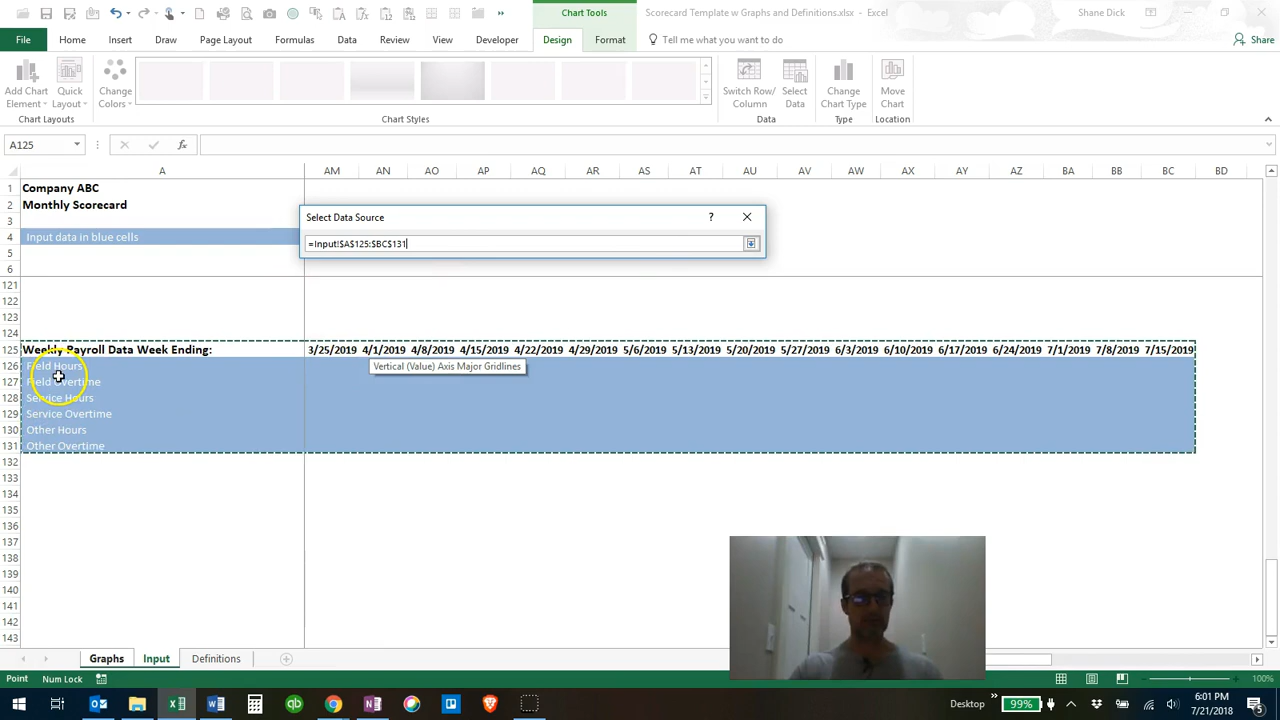 Chart Tools
Scorecard Template w Graphs and Definitions.xlsx - Excel
Shane Dick
File Home Insert Draw Page Layout Formulas Data Review View Developer Design Format Tell me what you want to do Share
Add Chart Element
Quick Layout
Change Colors
Switch Row/ Column
Select Data
Change Chart Type
Move Chart
Chart Layouts Chart Styles Data Type Location
A125 fx
A AM AN AO AP AQ AR AS AT AU AV AW AX AY AZ BA BB BC BD
1 Company ABC
2 Monthly Scorecard
3
Select Data Source ?
4 Input data in blue cells
=Input!$A$125:$BC$131
5
6
121
122
123
124
125 Weekly Payroll Data Week Ending: 3/25/2019 4/1/2019 4/8/2019 4/15/2019 4/22/2019 4/29/2019 5/6/2019 5/13/2019 5/20/2019 5/27/2019 6/3/2019 6/10/2019 6/17/2019 6/24/2019 7/1/2019 7/8/2019 7/15/2019
126 Field Hours
Vertical (Value) Axis Major Gridlines
127 Field Overtime
128 Service Hours
129 Service Overtime
130 Other Hours
131 Other Overtime
132
133
134
135
136
137
138
139
140
141
142
143
Graphs Input Definitions
Point Num Lock 100%
Desktop 99% 6:01 PM
7/21/2018